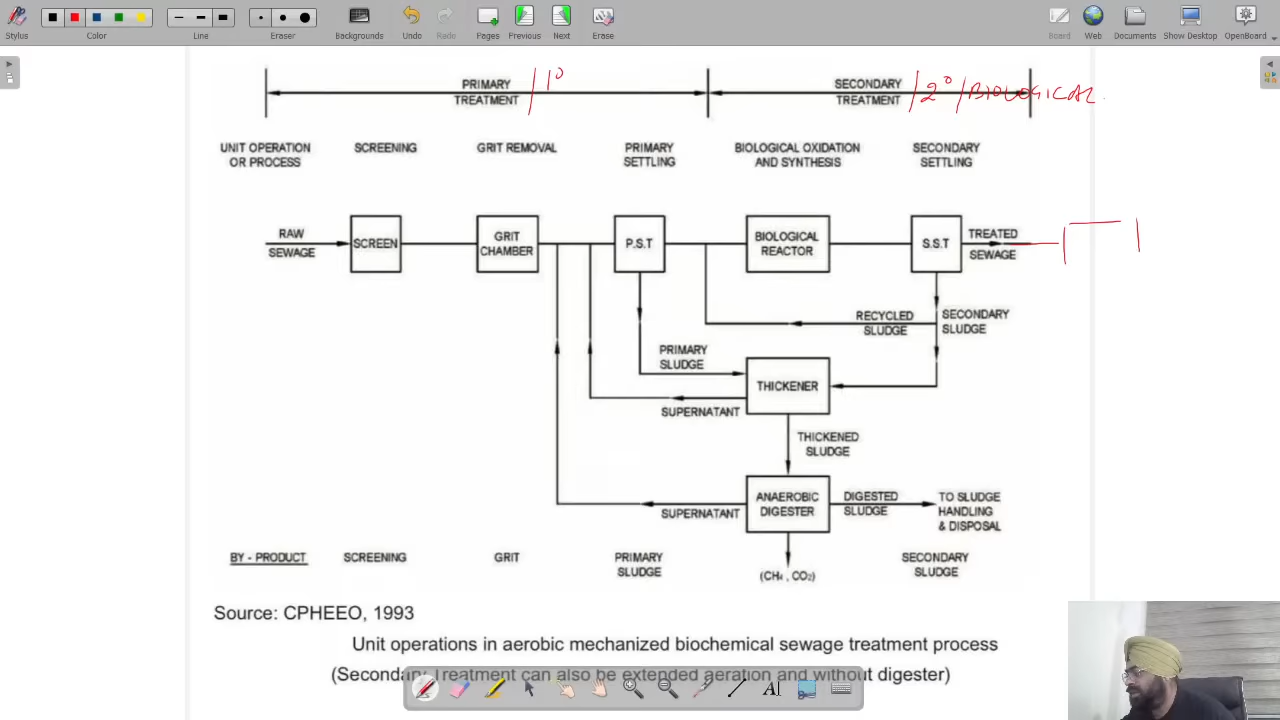 Stylus
Color
Line
Eraser
Backgrounds
Undo
Redo
Pages
Previous
Next
Erase
Board
Web
Documents
Show Desktop
OpenBoard
PRIMARY
TREATMENT
/1°
SECONDARY
TREATMENT
/2°/BIOLOGICAL
UNIT OPERATION
OR PROCESS
SCREENING
GRIT REMOVAL
PRIMARY
SETTLING
BIOLOGICAL OXIDATION
AND SYNTHESIS
SECONDARY
SETTLING
RAW
SEWAGE
SCREEN
GRIT
CHAMBER
P.S.T
BIOLOGICAL
REACTOR
S.S.T
TREATED
SEWAGE
RECYCLED
SLUDGE
SECONDARY
SLUDGE
PRIMARY
SLUDGE
THICKENER
SUPERNATANT
THICKENED
SLUDGE
ANAEROBIC
DIGESTER
DIGESTED
SLUDGE
TO SLUDGE
HANDLING
& DISPOSAL
SUPERNATANT
BY - PRODUCT
SCREENING
GRIT
PRIMARY
SLUDGE
(CH₄ , CO₂)
SECONDARY
SLUDGE
Source: CPHEEO, 1993
Unit operations in aerobic mechanized biochemical sewage treatment process
(Secondary Treatment can also be extended aeration and without digester)